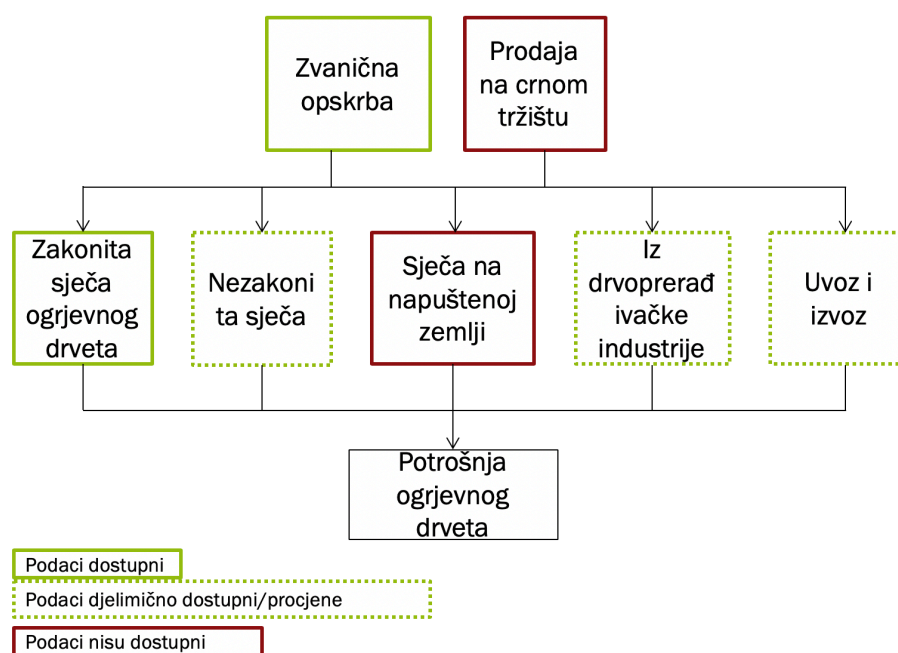 Zvanična
opskrba
Prodaja
na crnom
tržištu
Zakonita
sječa
ogrjevnog
drveta
Nezakoni
ta sječa
Sječa na
napuštenoj
zemlji
Iz
drvoprerađ
ivačke
industrije
Uvoz i
izvoz
Potrošnja
ogrjevnog
drveta
Podaci dostupni
Podaci djelimično dostupni/procjene
Podaci nisu dostupni